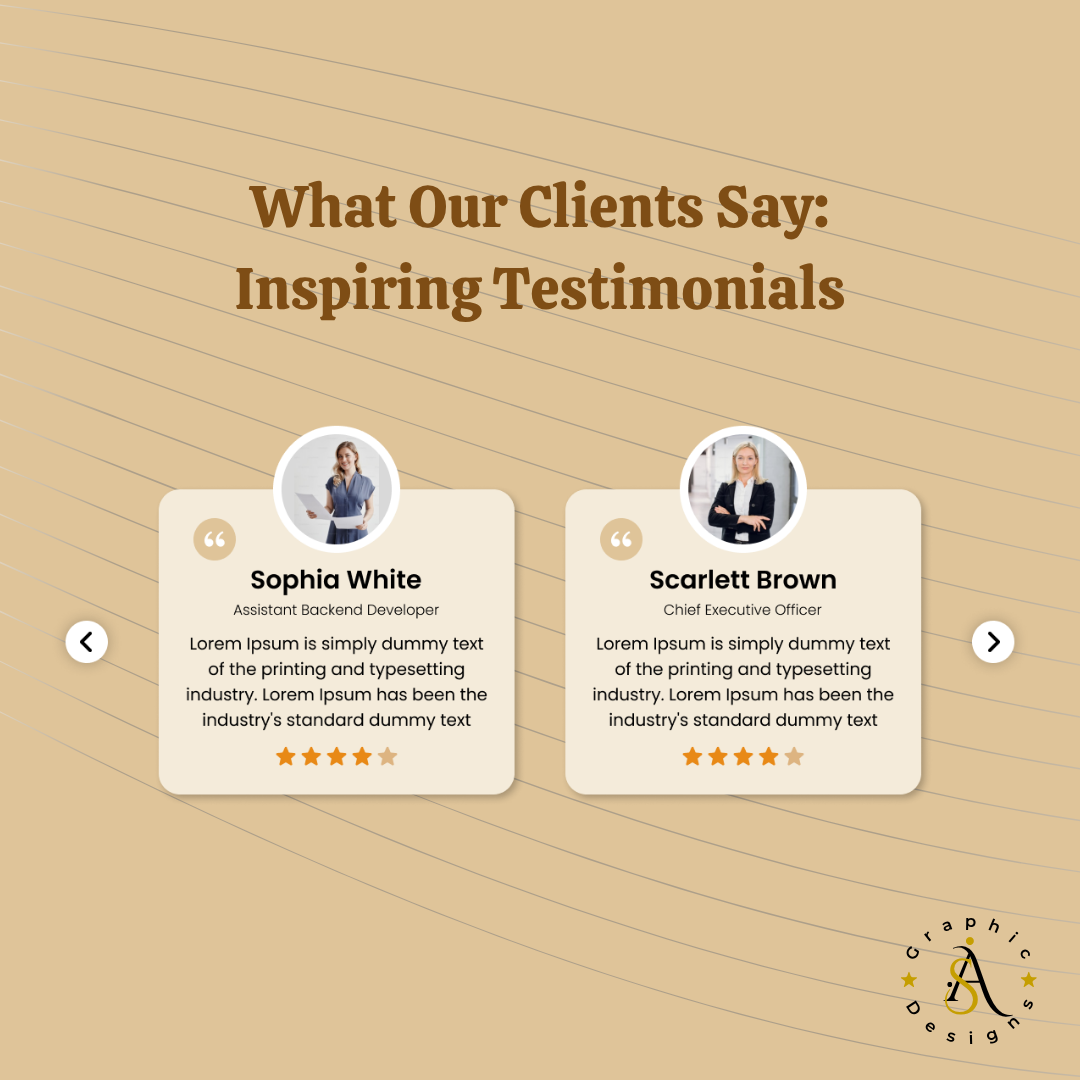 What Our Clients Say:
Inspiring Testimonials
“
Sophia White
Assistant Backend Developer
Lorem Ipsum is simply dummy text
of the printing and typesetting
industry. Lorem Ipsum has been the
industry's standard dummy text
“
Scarlett Brown
Chief Executive Officer
Lorem Ipsum is simply dummy text
of the printing and typesetting
industry. Lorem Ipsum has been the
industry's standard dummy text
Graphic
SA
Designs